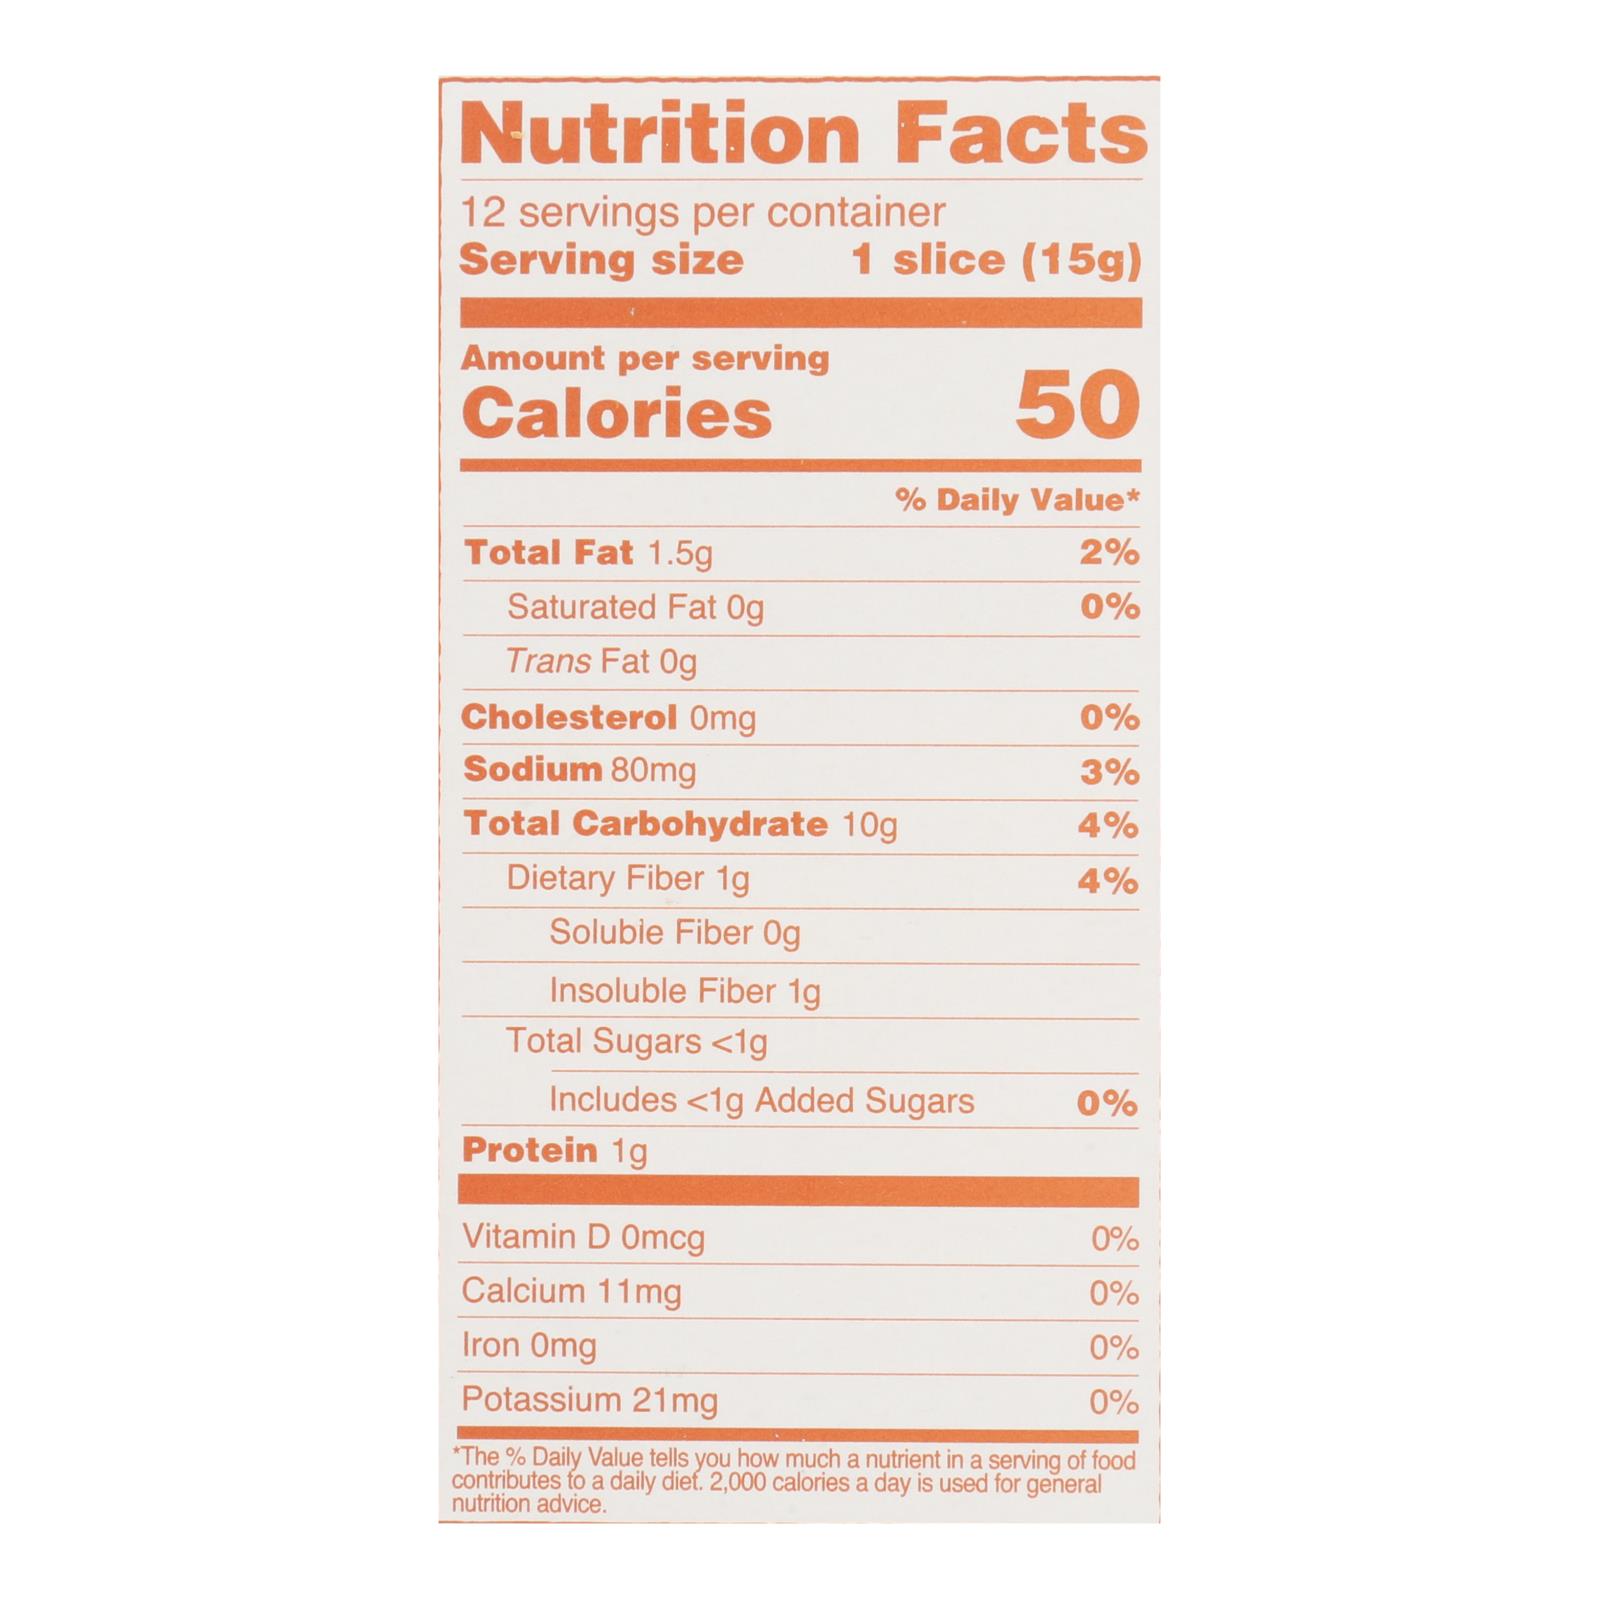 Nutrition Facts
12 servings per container
Serving size 1 slice (15g)
Amount per serving
Calories 50
% Daily Value*
Total Fat 1.5g 2%
Saturated Fat 0g 0%
Trans Fat 0g
Cholesterol 0mg 0%
Sodium 80mg 3%
Total Carbohydrate 10g 4%
Dietary Fiber 1g 4%
Soluble Fiber 0g
Insoluble Fiber 1g
Total Sugars <1g
Includes <1g Added Sugars 0%
Protein 1g
Vitamin D 0mcg 0%
Calcium 11mg 0%
Iron 0mg 0%
Potassium 21mg 0%
*The % Daily Value tells you how much a nutrient in a serving of food
contributes to a daily diet. 2,000 calories a day is used for general
nutrition advice.